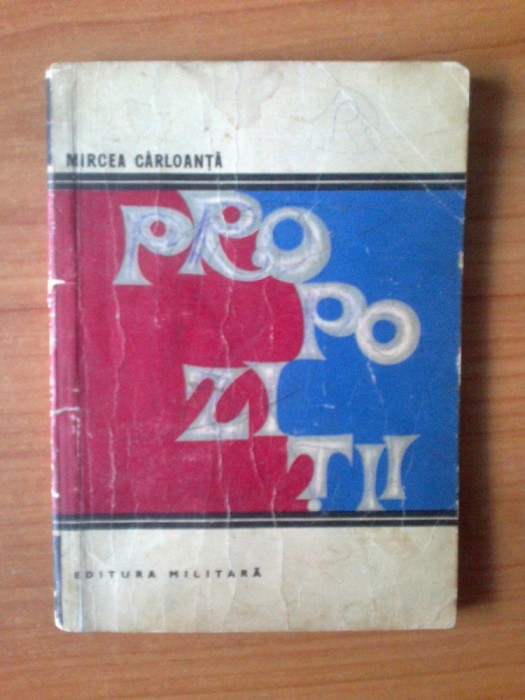 MIRCEA CÂRLOANȚĂ
PRO
PO
ZI
ȚII
EDITURA MILITARĂ